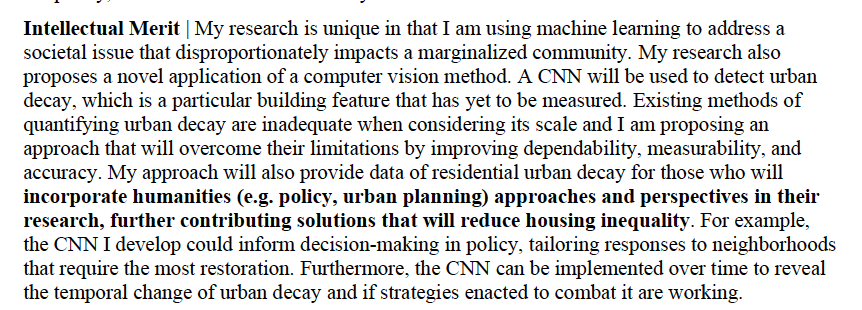 Intellectual Merit | My research is unique in that I am using machine learning to address a
societal issue that disproportionately impacts a marginalized community. My research also
proposes a novel application of a computer vision method. A CNN will be used to detect urban
decay, which is a particular building feature that has yet to be measured. Existing methods of
quantifying urban decay are inadequate when considering its scale and I am proposing an
approach that will overcome their limitations by improving dependability, measurability, and
accuracy. My approach will also provide data of residential urban decay for those who will
incorporate humanities (e.g. policy, urban planning) approaches and perspectives in their
research, further contributing solutions that will reduce housing inequality. For example,
the CNN I develop could inform decision-making in policy, tailoring responses to neighborhoods
that require the most restoration. Furthermore, the CNN can be implemented over time to reveal
the temporal change of urban decay and if strategies enacted to combat it are working.